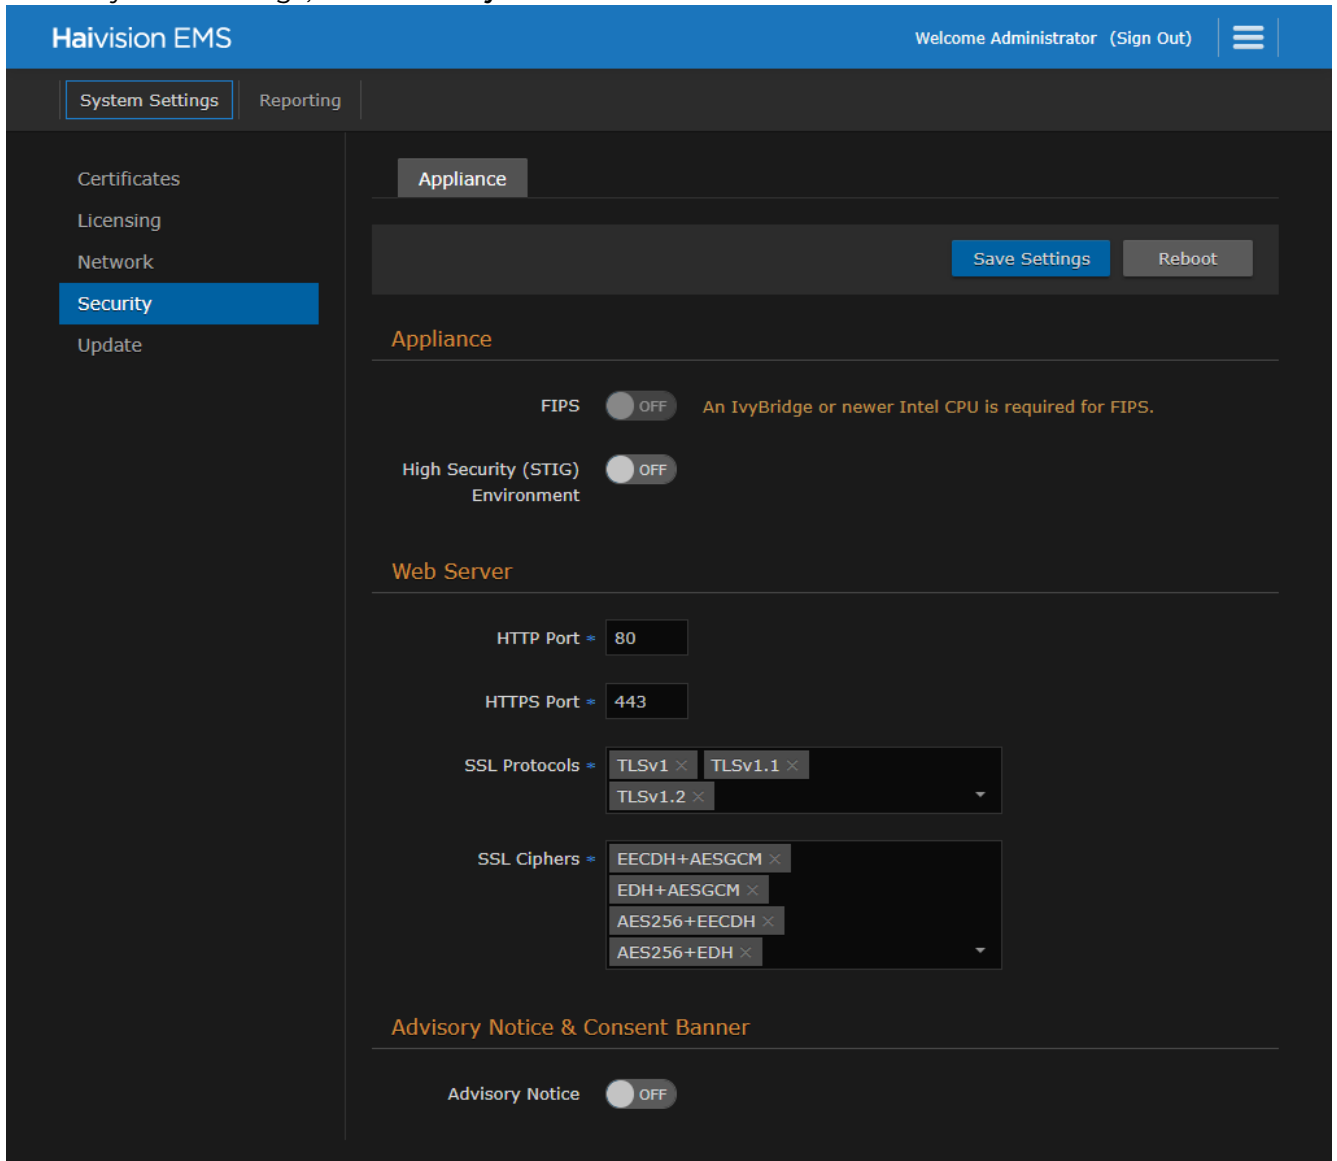 Haivision EMS
Welcome Administrator (Sign Out)
System Settings
Reporting
Certificates
Licensing
Network
Security
Update
Appliance
Save Settings
Reboot
Appliance
FIPS
OFF
An IvyBridge or newer Intel CPU is required for FIPS.
High Security (STIG)
Environment
OFF
Web Server
HTTP Port *
80
HTTPS Port *
443
SSL Protocols *
TLSv1 × TLSv1.1 ×
TLSv1.2 ×
SSL Ciphers *
EECDH+AESGCM ×
EDH+AESGCM ×
AES256+EECDH ×
AES256+EDH ×
Advisory Notice & Consent Banner
Advisory Notice
OFF